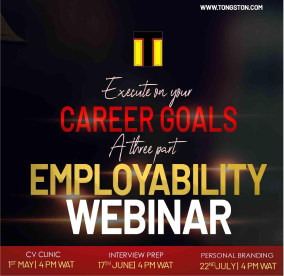 WWW.TONGSTON.COM
Execute on your
CAREER GOALS
A three part
EMPLOYABILITY
WEBINAR
CV CLINIC
1ST MAY| 4 PM WAT
INTERVIEW PREP
17TH JUNE| 4 PM WAT
PERSONAL BRANDING
22ND JULY| 4 PM WAT